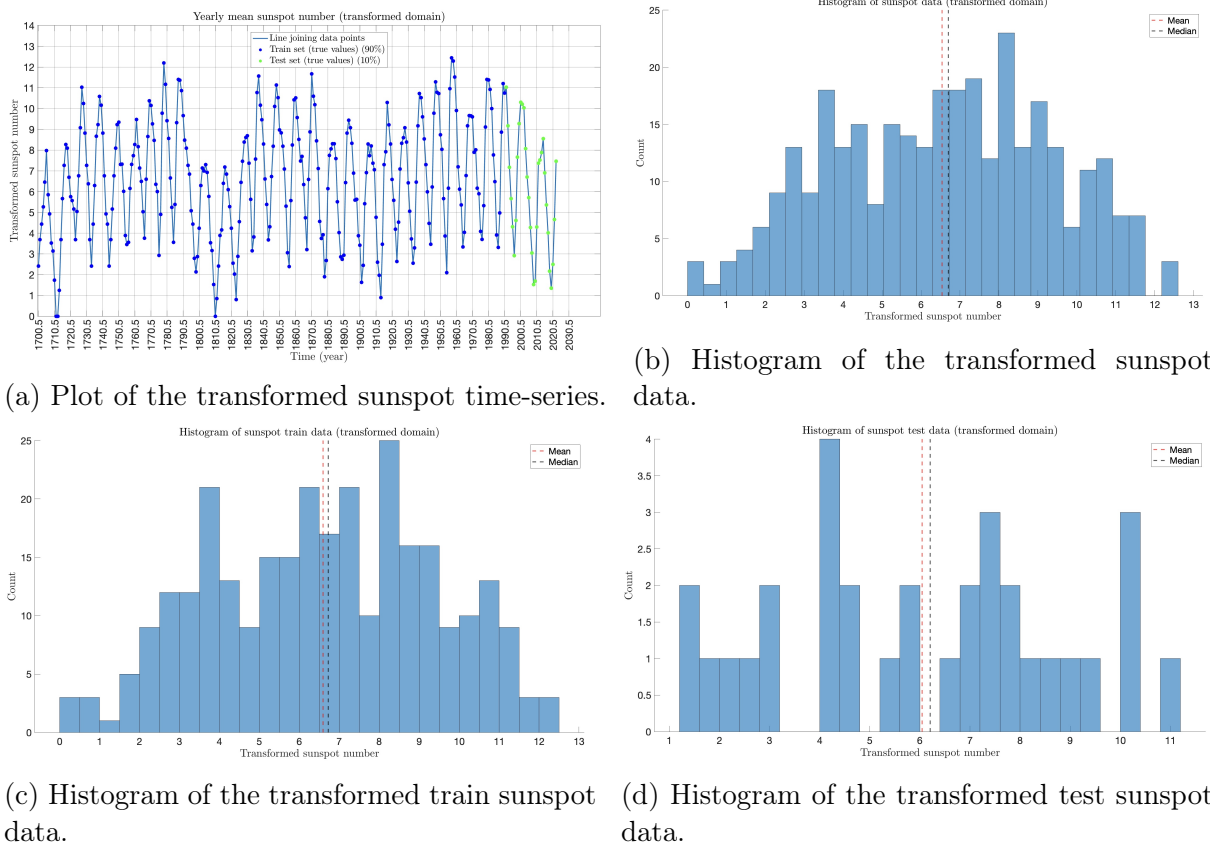 Yearly mean sunspot number (transformed domain)
14
13
12
11
10
9
8
7
6
5
4
3
2
1
0
Transformed sunspot number
Line joining data points
Train set (true values) (90%)
Test set (true values) (10%)
1700.5
1710.5
1720.5
1730.5
1740.5
1750.5
1760.5
1770.5
1780.5
1790.5
1800.5
1810.5
1820.5
1830.5
1840.5
1850.5
1860.5
1870.5
1880.5
1890.5
1900.5
1910.5
1920.5
1930.5
1940.5
1950.5
1960.5
1970.5
1980.5
1990.5
2000.5
2010.5
2020.5
2030.5
Time (year)
(a) Plot of the transformed sunspot time-series.
Histogram of sunspot data (transformed domain)
25
20
15
10
5
0
Count
Mean
Median
0 1 2 3 4 5 6 7 8 9 10 11 12 13
Transformed sunspot number
(b) Histogram of the transformed sunspot
data.
Histogram of sunspot train data (transformed domain)
25
20
15
10
5
0
Count
Mean
Median
0 1 2 3 4 5 6 7 8 9 10 11 12 13
Transformed sunspot number
(c) Histogram of the transformed train sunspot
data.
Histogram of sunspot test data (transformed domain)
4
3.5
3
2.5
2
1.5
1
0.5
0
Count
Mean
Median
1 2 3 4 5 6 7 8 9 10 11
Transformed sunspot number
(d) Histogram of the transformed test sunspot
data.